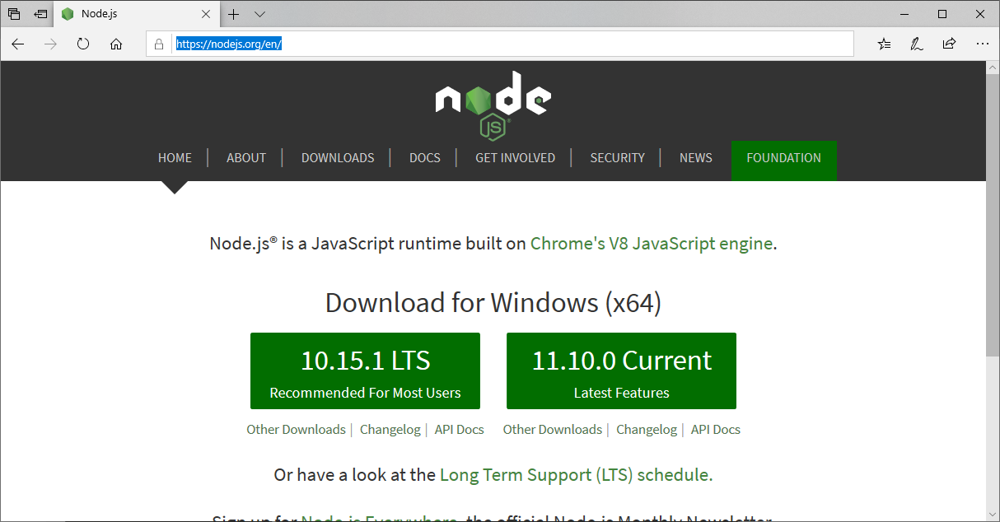 Node.js
https://nodejs.org/en/
node
JS®
HOME | ABOUT | DOWNLOADS | DOCS | GET INVOLVED | SECURITY | NEWS FOUNDATION
Node.js® is a JavaScript runtime built on Chrome's V8 JavaScript engine.
Download for Windows (x64)
10.15.1 LTS
Recommended For Most Users
11.10.0 Current
Latest Features
Other Downloads | Changelog | API Docs
Other Downloads | Changelog | API Docs
Or have a look at the Long Term Support (LTS) schedule.
Sign up for Node.js Everywhere, the official Node.js Monthly Newsletter.